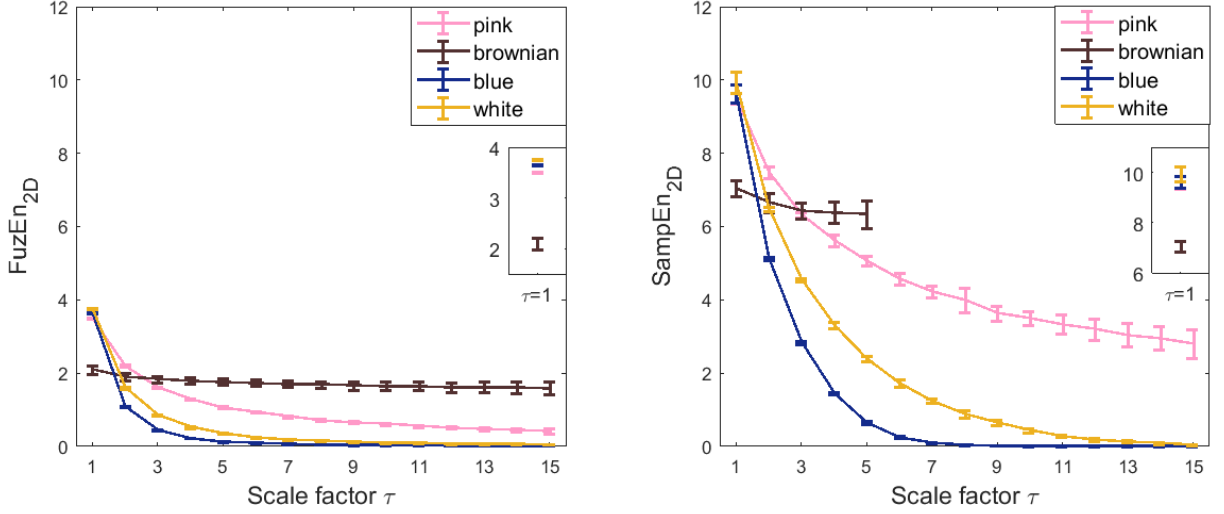 12
10
8
6
4
2
0
FuzEn2D
pink
brownian
blue
white
4
3
2
τ=1
1 3 5 7 9 11 13 15
Scale factor τ
12
10
8
6
4
2
0
SampEn2D
pink
brownian
blue
white
10
8
6
τ=1
1 3 5 7 9 11 13 15
Scale factor τ